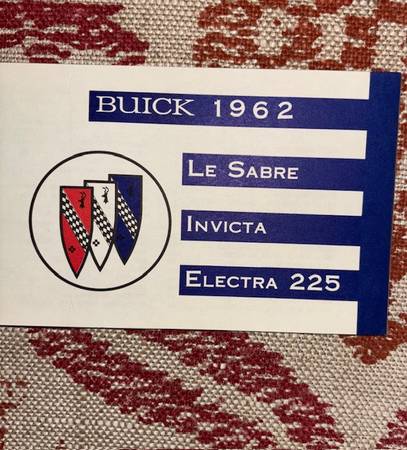 BUICK 1962
LE SABRE
INVICTA
ELECTRA 225